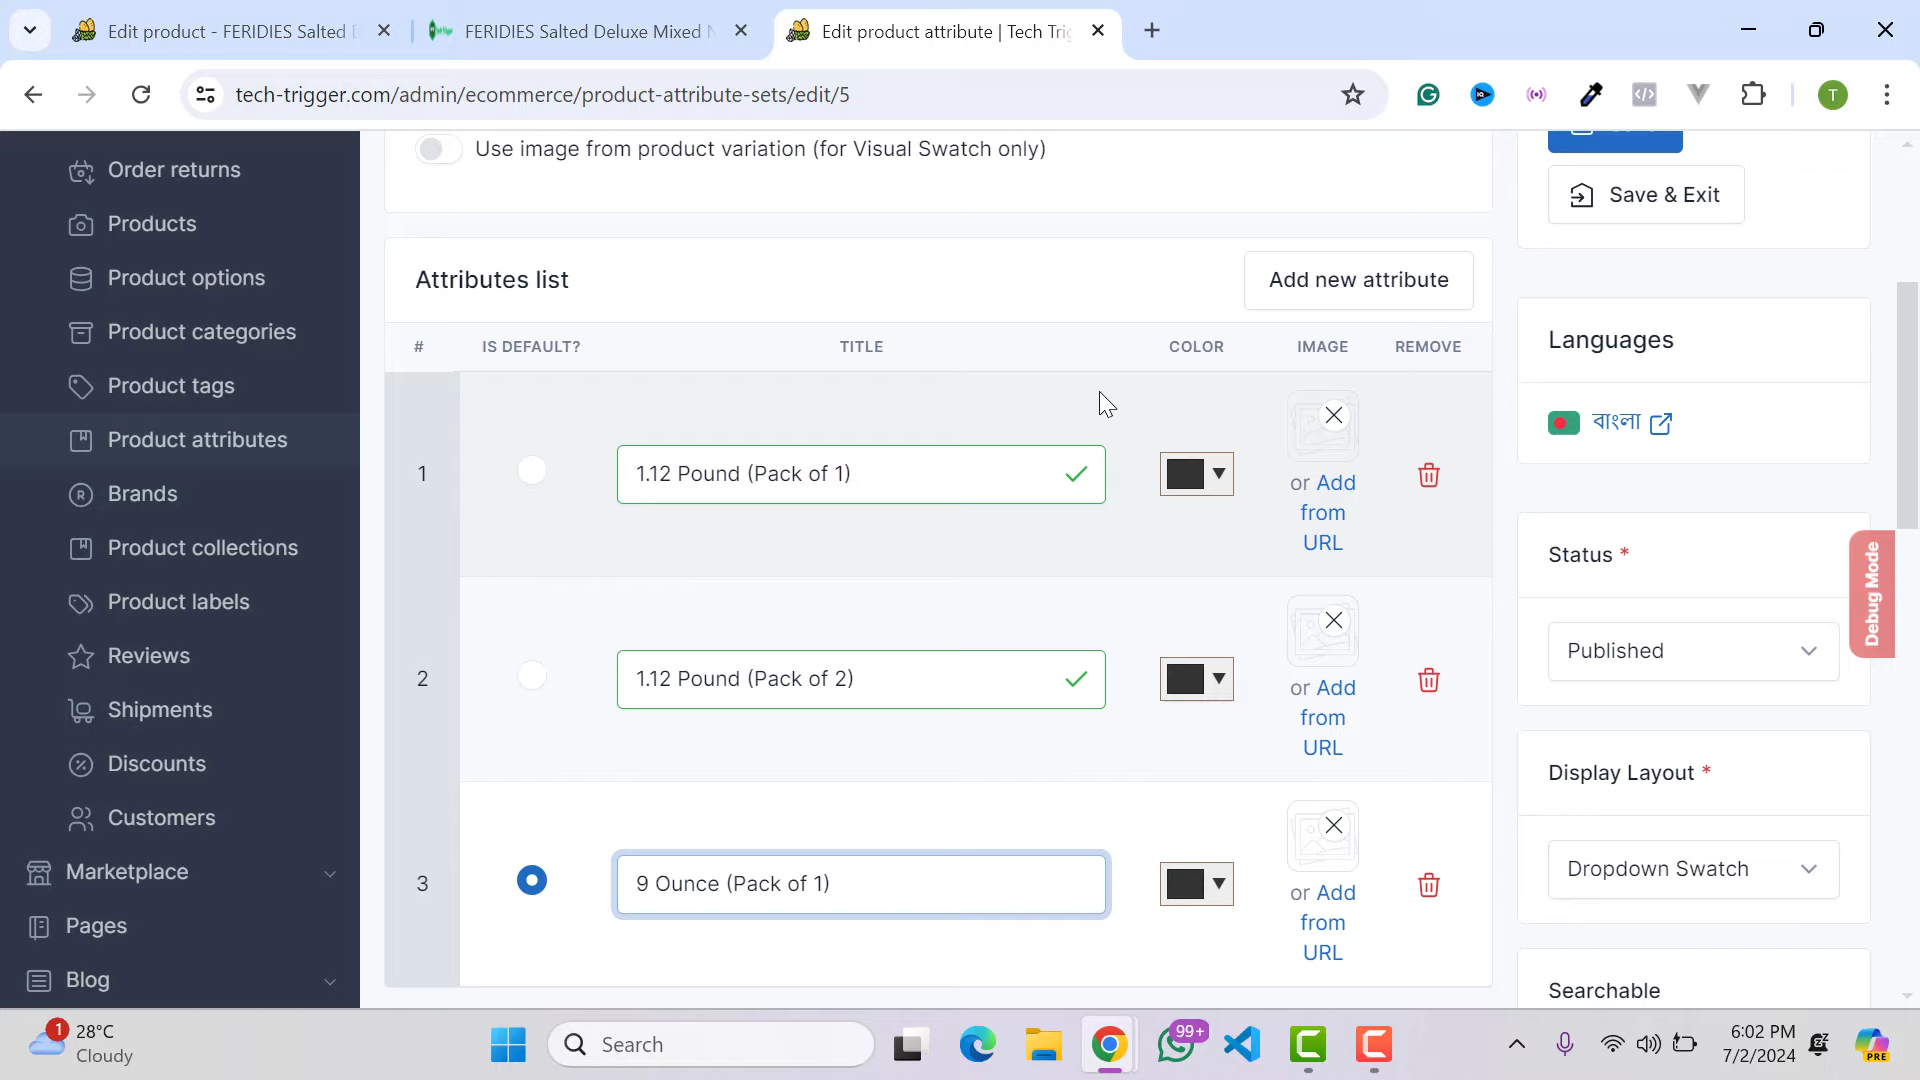 Edit product - FERIDIES Salted
FERIDIES Salted Deluxe Mixed
Edit product attribute | Tech Trig
tech-trigger.com/admin/ecommerce/product-attribute-sets/edit/5
T
Order returns
Products
Product options
Product categories
Product tags
Product attributes
Brands
Product collections
Product labels
Reviews
Shipments
Discounts
Customers
Marketplace
Pages
Blog
Use image from product variation (for Visual Swatch only)
Attributes list
Add new attribute
# IS DEFAULT? TITLE COLOR IMAGE REMOVE
1 1.12 Pound (Pack of 1)
or Add
from
URL
2 1.12 Pound (Pack of 2)
or Add
from
URL
3 9 Ounce (Pack of 1)
or Add
from
URL
Save & Exit
Languages
বাংলা
Status *
Published
Display Layout *
Dropdown Swatch
Searchable
Debug Mode
1
28°C
Cloudy
Search
99+
6:02 PM
7/2/2024
PRE